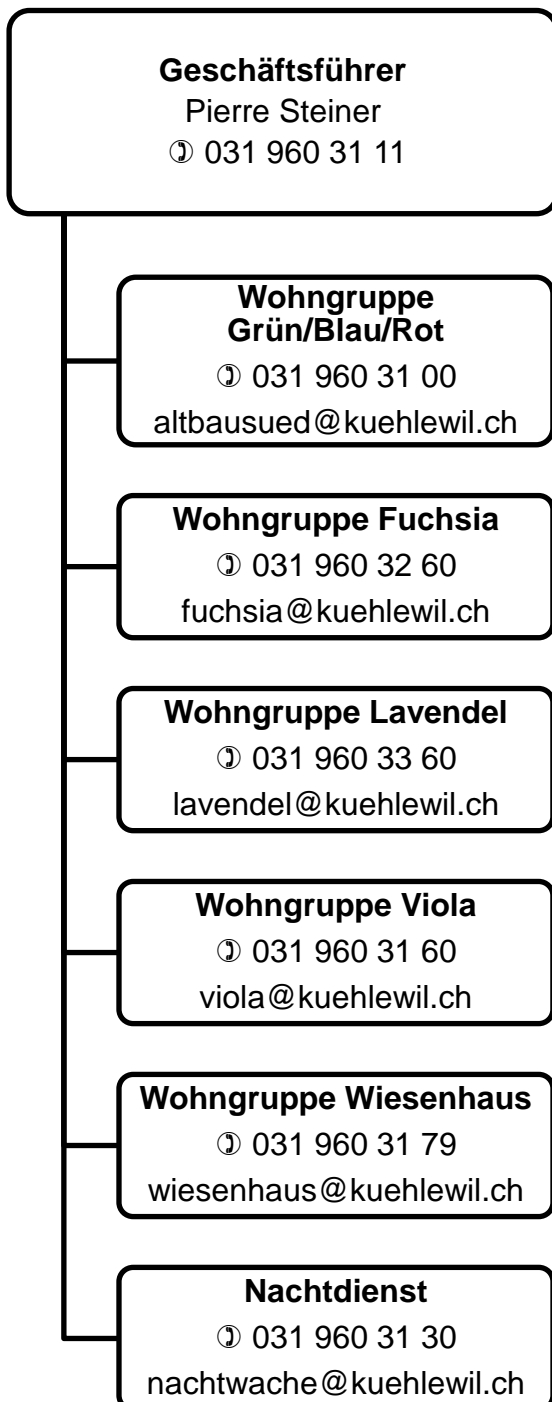 Geschäftsführer
Pierre Steiner
✆ 031 960 31 11
Wohngruppe
Grün/Blau/Rot
✆ 031 960 31 00
altbausued@kuehlewil.ch
Wohngruppe Fuchsia
✆ 031 960 32 60
fuchsia@kuehlewil.ch
Wohngruppe Lavendel
✆ 031 960 33 60
lavendel@kuehlewil.ch
Wohngruppe Viola
✆ 031 960 31 60
viola@kuehlewil.ch
Wohngruppe Wiesenhaus
✆ 031 960 31 79
wiesenhaus@kuehlewil.ch
Nachtdienst
✆ 031 960 31 30
nachtwache@kuehlewil.ch